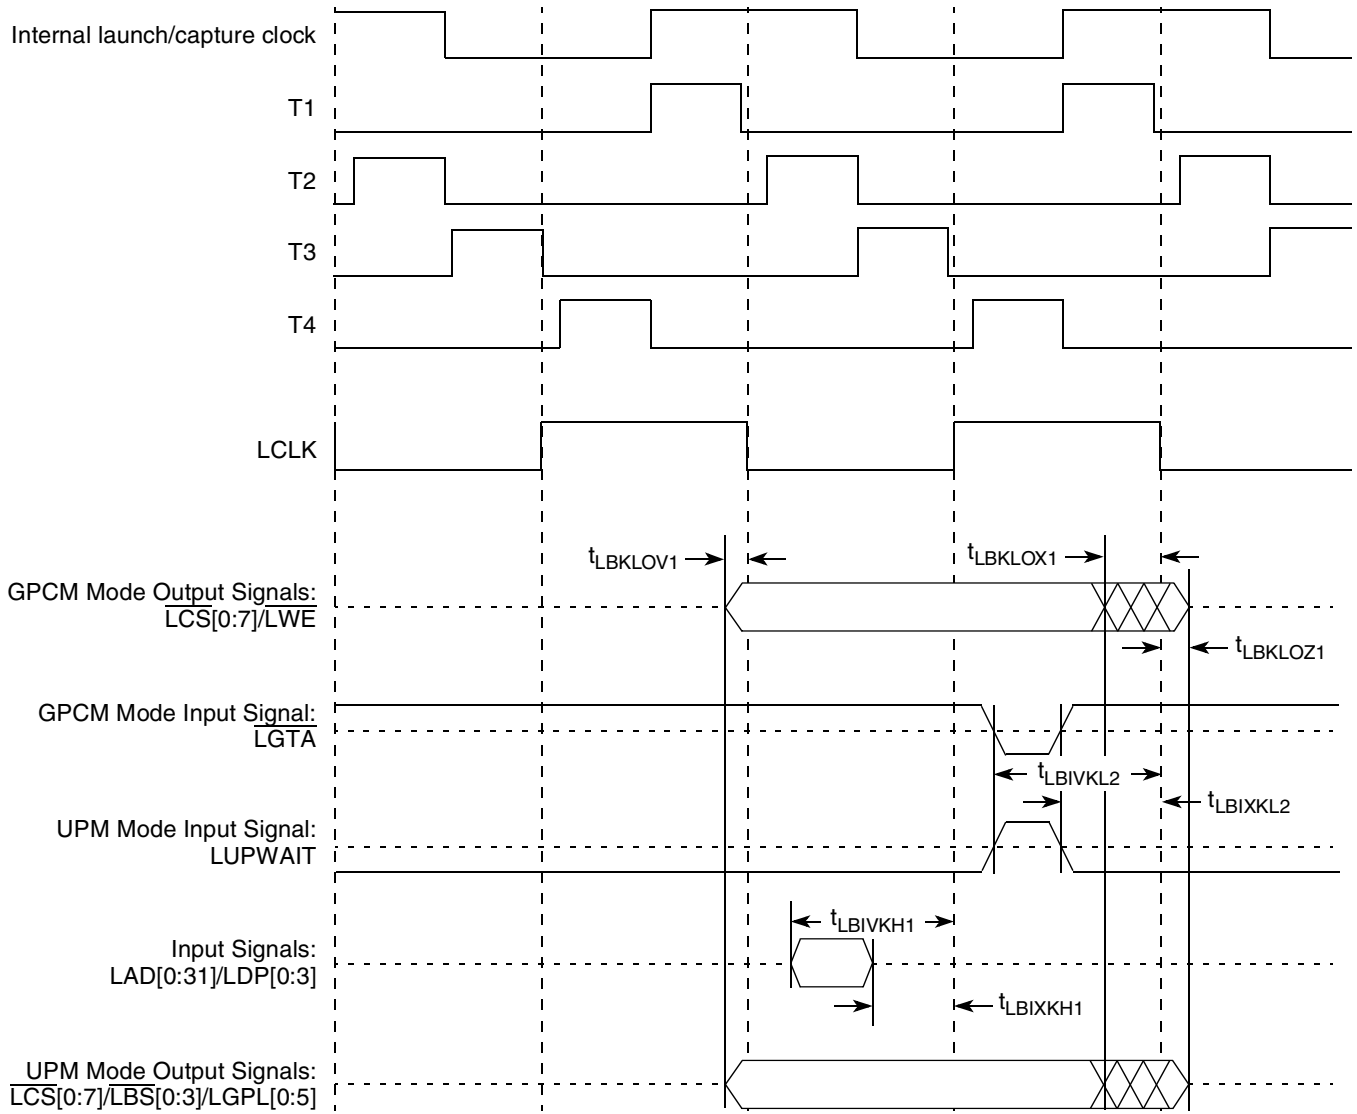 Internal launch/capture clock
T1
T2
T3
T4
LCLK
tLBKLOV1
tLBKLOX1
GPCM Mode Output Signals:
LCS[0:7]/LWE
tLBKLOZ1
GPCM Mode Input Signal:
LGTA
tLBIVKL2
tLBIXKL2
UPM Mode Input Signal:
LUPWAIT
tLBIVKH1
Input Signals:
LAD[0:31]/LDP[0:3]
tLBIXKH1
UPM Mode Output Signals:
LCS[0:7]/LBS[0:3]/LGPL[0:5]